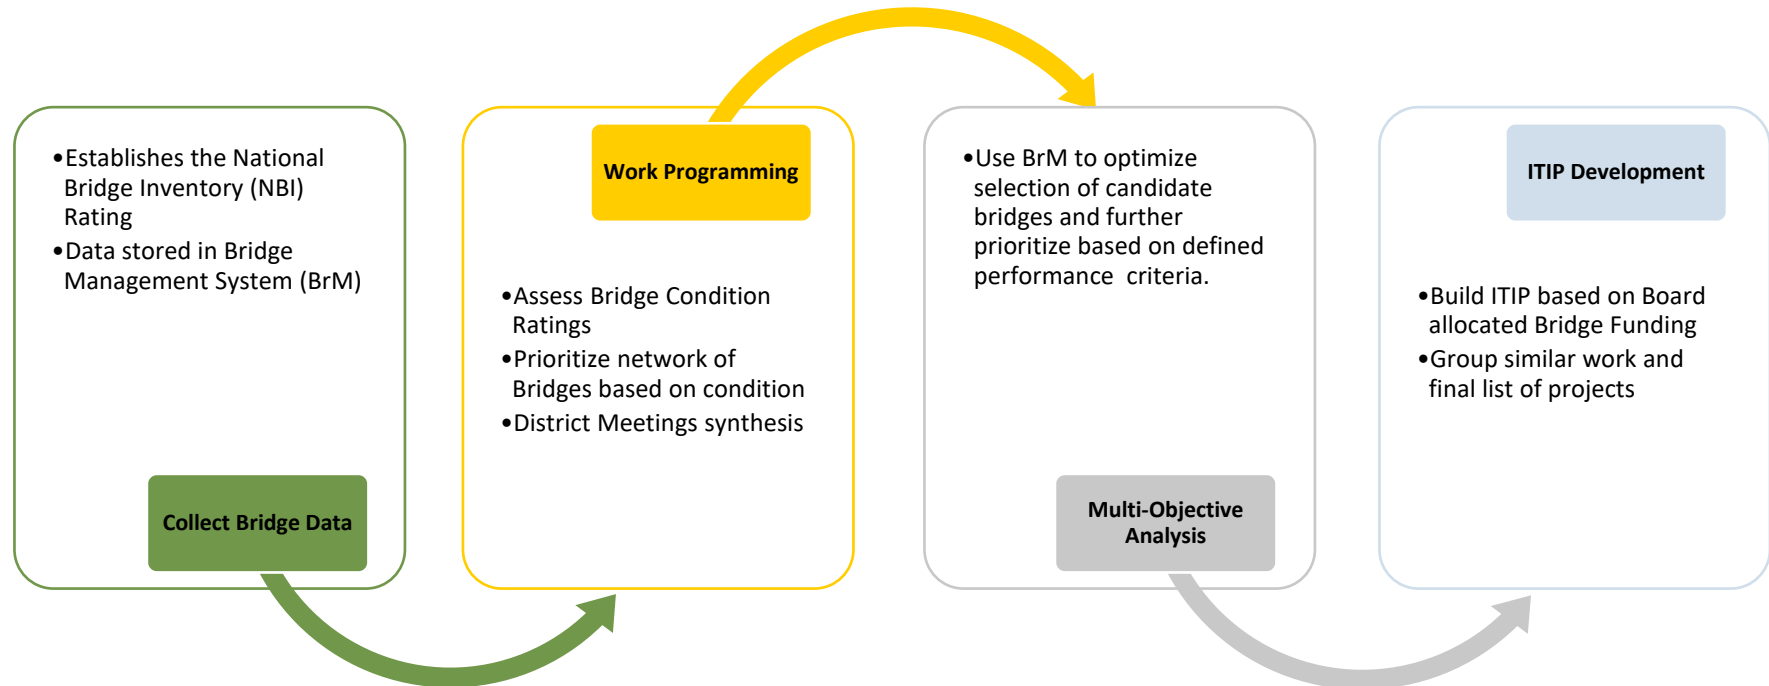 •Establishes the National
Bridge Inventory (NBI)
Rating
•Data stored in Bridge
Management System (BrM)
Collect Bridge Data
Work Programming
•Assess Bridge Condition
Ratings
•Prioritize network of
Bridges based on condition
•District Meetings synthesis
•Use BrM to optimize
selection of candidate
bridges and further
prioritize based on defined
performance  criteria.
Multi-Objective
Analysis
ITIP Development
•Build ITIP based on Board
allocated Bridge Funding
•Group similar work and
final list of projects